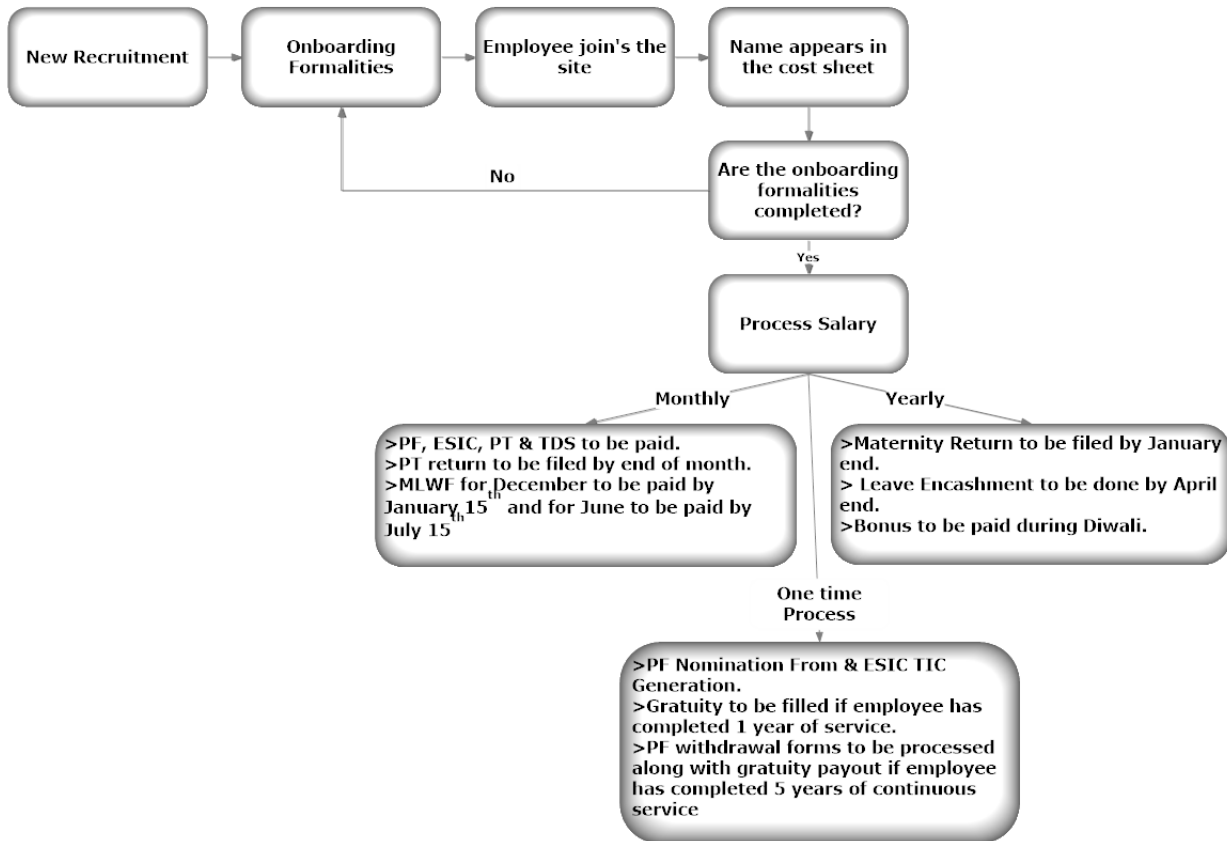 New Recruitment
Onboarding
Formalities
Employee join's the
site
Name appears in
the cost sheet
Are the onboarding
formalities
completed?
No
Yes
Process Salary
Monthly
Yearly
>PF, ESIC, PT & TDS to be paid.
>PT return to be filed by end of month.
>MLWF for December to be paid by
January 15th and for June to be paid by
July 15th
>Maternity Return to be filed by January
end.
> Leave Encashment to be done by April
end.
>Bonus to be paid during Diwali.
One time
Process
>PF Nomination From & ESIC TIC
Generation.
>Gratuity to be filled if employee has
completed 1 year of service.
>PF withdrawal forms to be processed
along with gratuity payout if employee
has completed 5 years of continuous
service